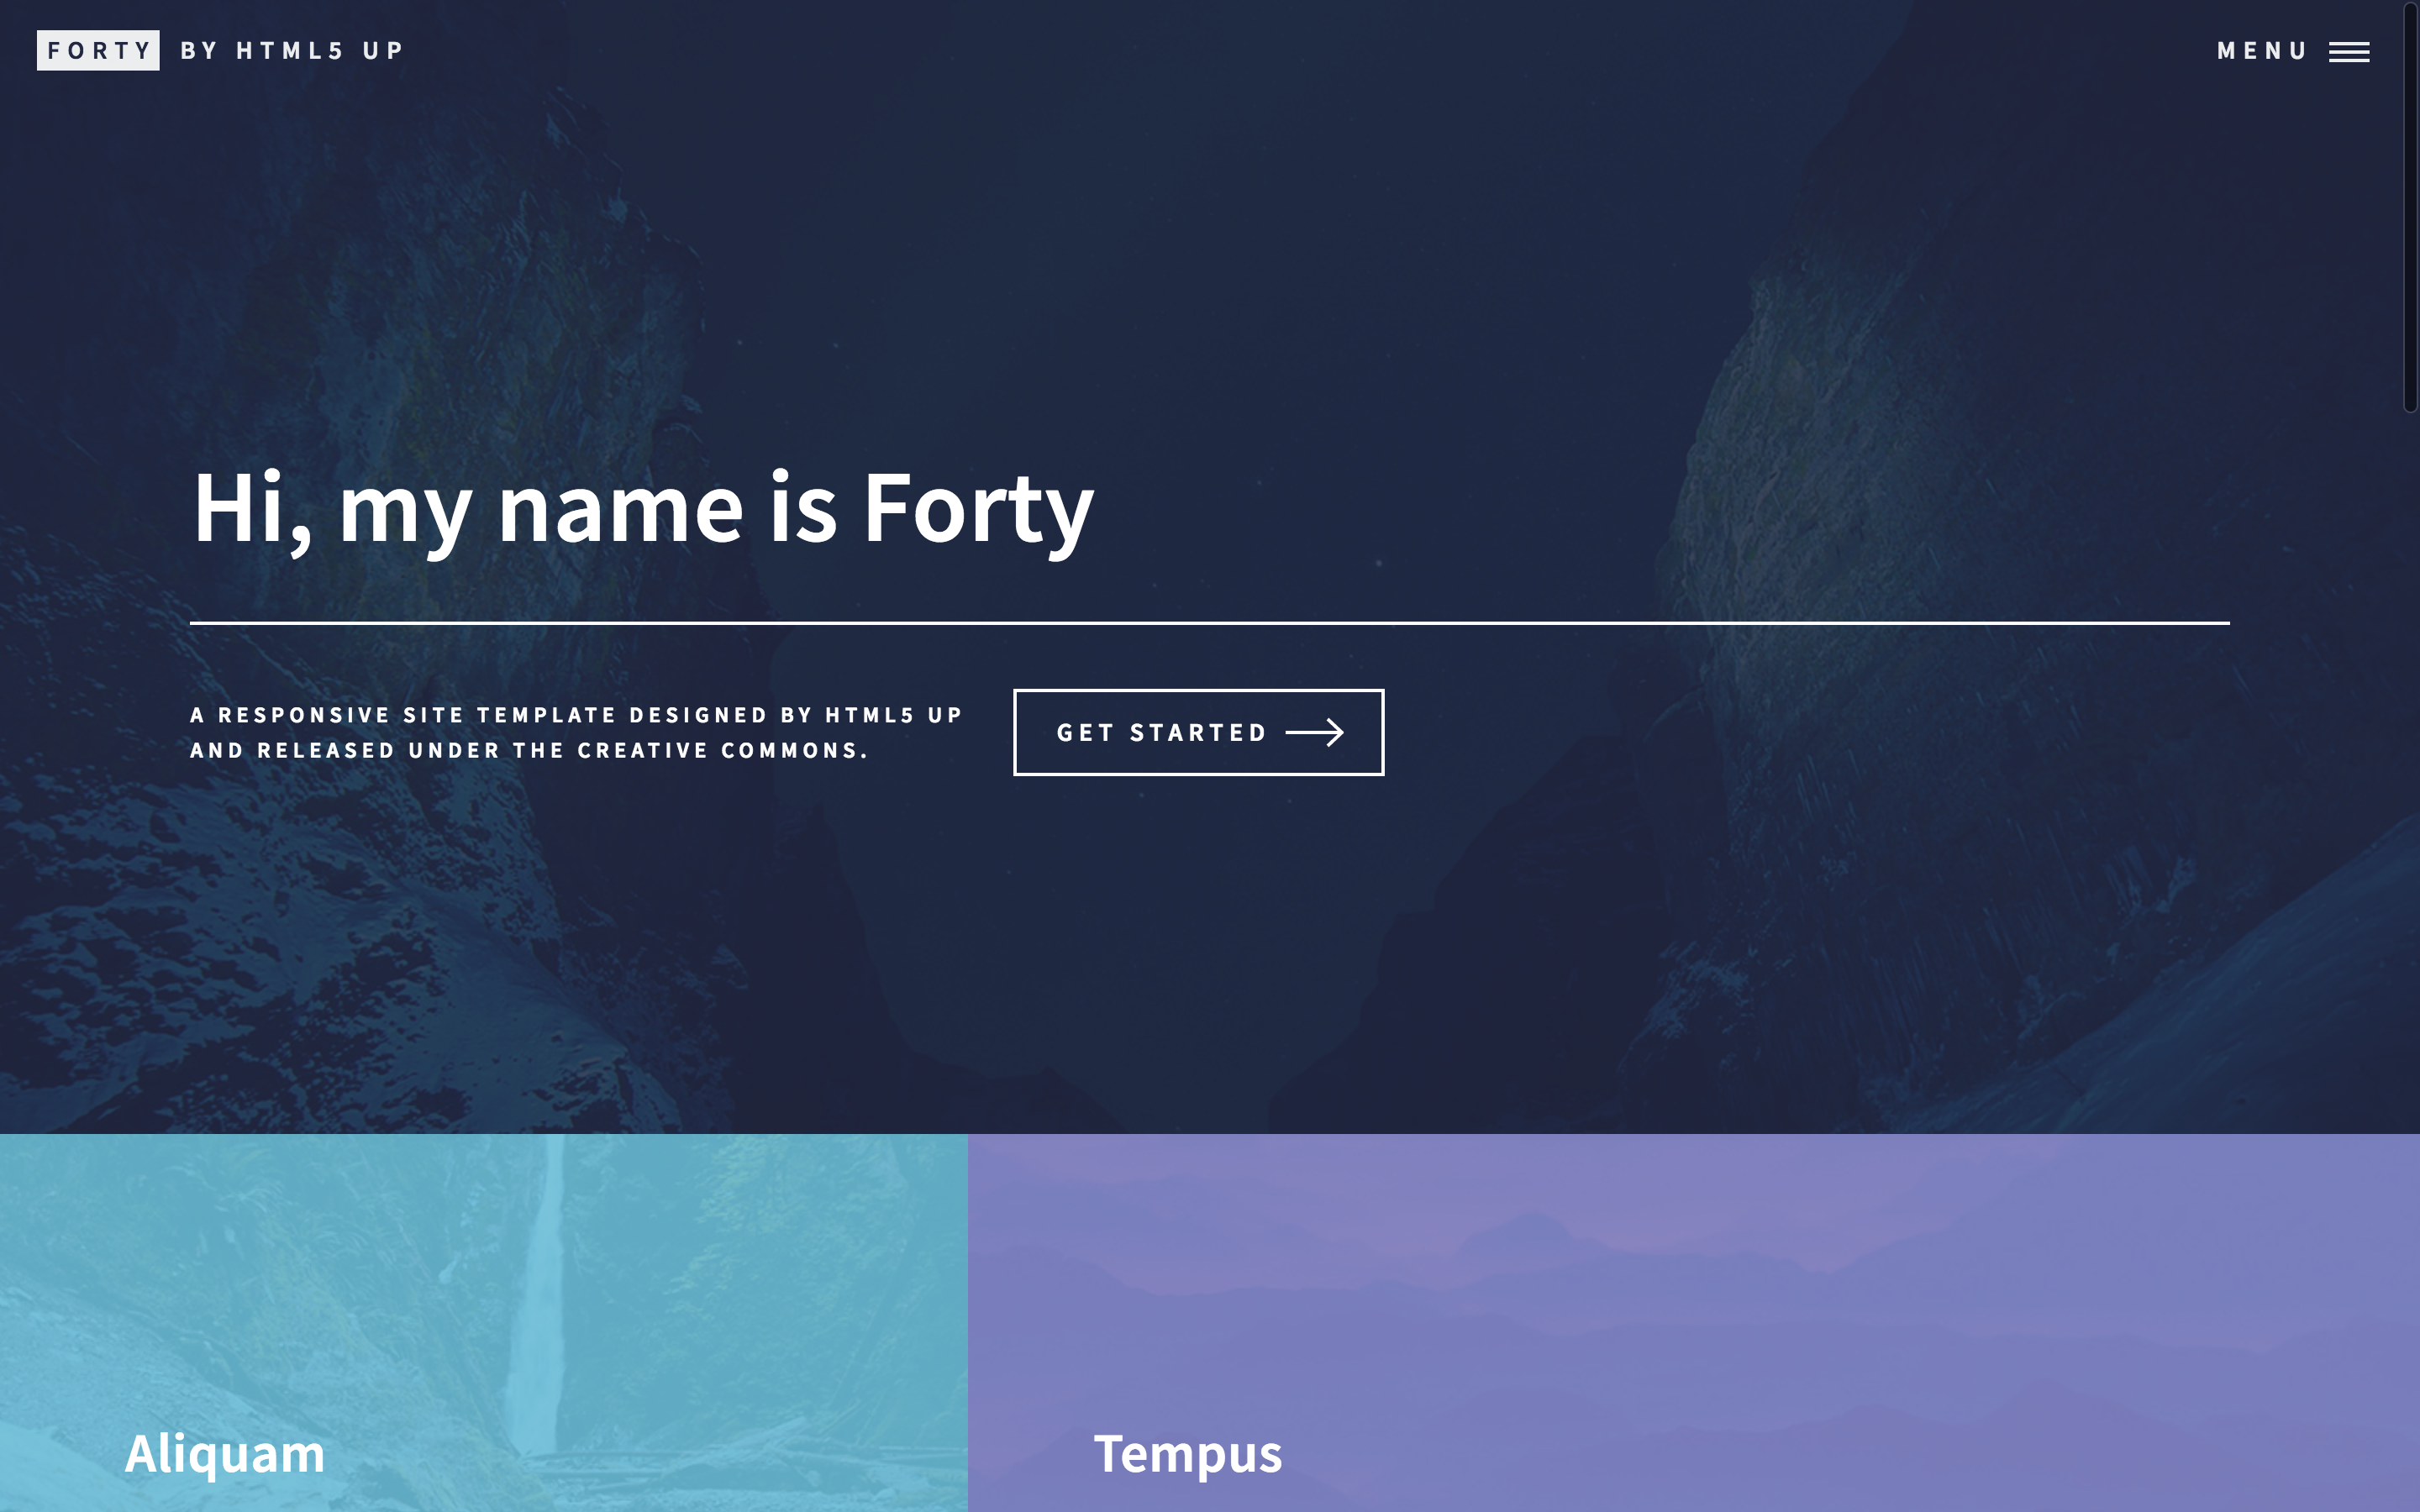 FORTY BY HTML5 UP
MENU
Hi, my name is Forty
A RESPONSIVE SITE TEMPLATE DESIGNED BY HTML5 UP
AND RELEASED UNDER THE CREATIVE COMMONS.
GET STARTED
Aliquam
Tempus